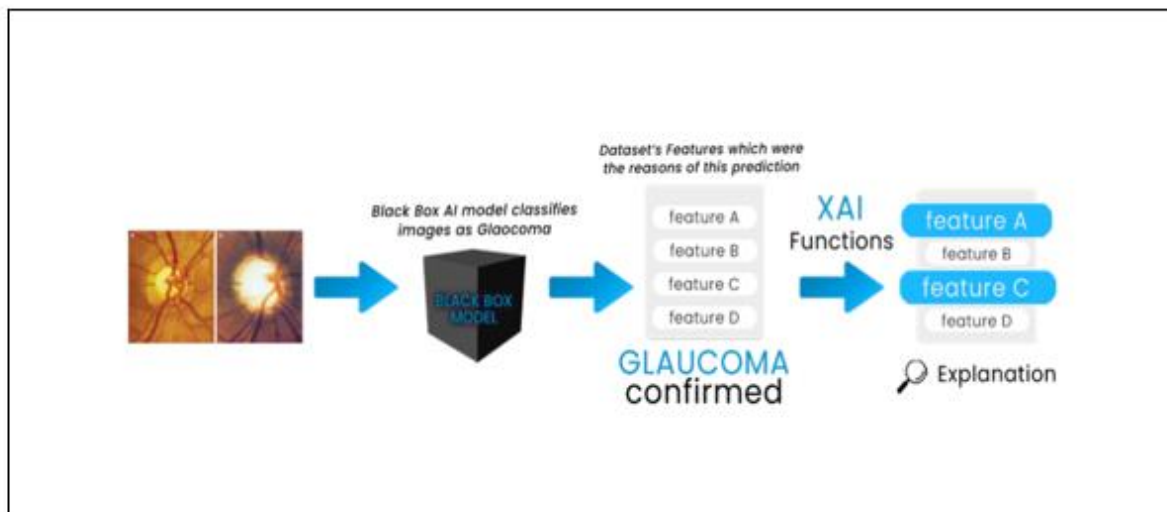 Dataset's Features which were
the reasons of this prediction
Black Box AI model classifies
images as Glaocoma
BLACK BOX
MODEL
feature A
feature B
feature C
feature D
GLAUCOMA
confirmed
XAI
Functions
feature A
feature B
feature C
feature D
Explanation